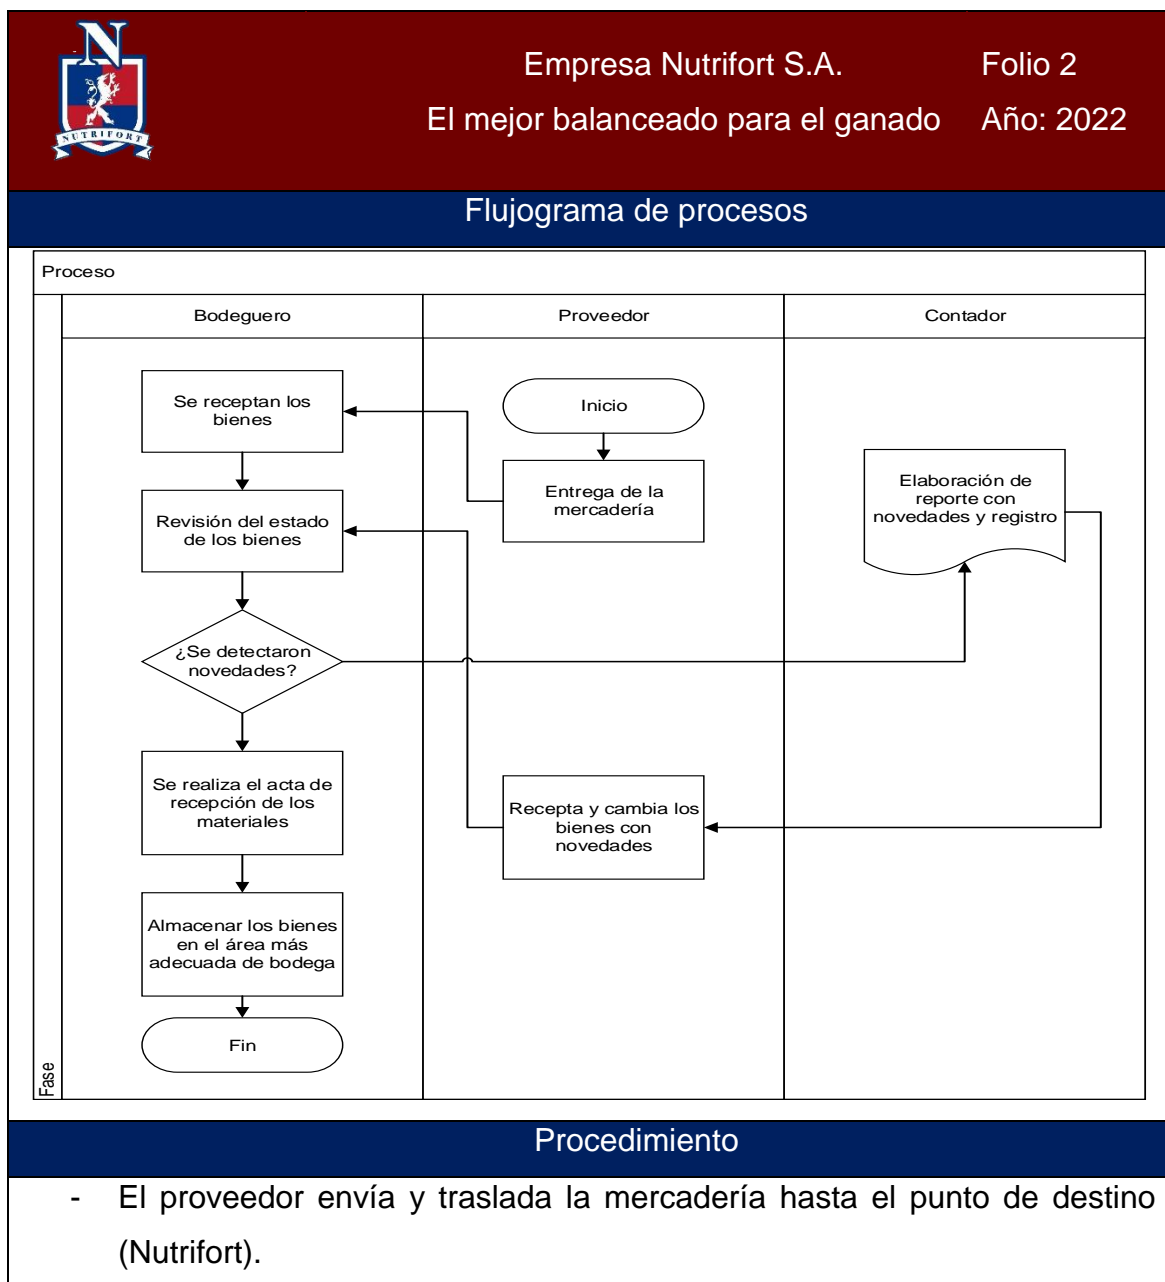 N
NUTRIFORT
Empresa Nutrifort S.A.
El mejor balanceado para el ganado
Folio 2
Año: 2022
Flujograma de procesos
Proceso
Fase
Bodeguero
Proveedor
Contador
Se receptan los
bienes
Revisión del estado
de los bienes
¿Se detectaron
novedades?
Se realiza el acta de
recepción de los
materiales
Almacenar los bienes
en el área más
adecuada de bodega
Fin
Inicio
Entrega de la
mercadería
Recepta y cambia los
bienes con
novedades
Elaboración de
reporte con
novedades y registro
Procedimiento
- El proveedor envía y traslada la mercadería hasta el punto de destino
(Nutrifort).